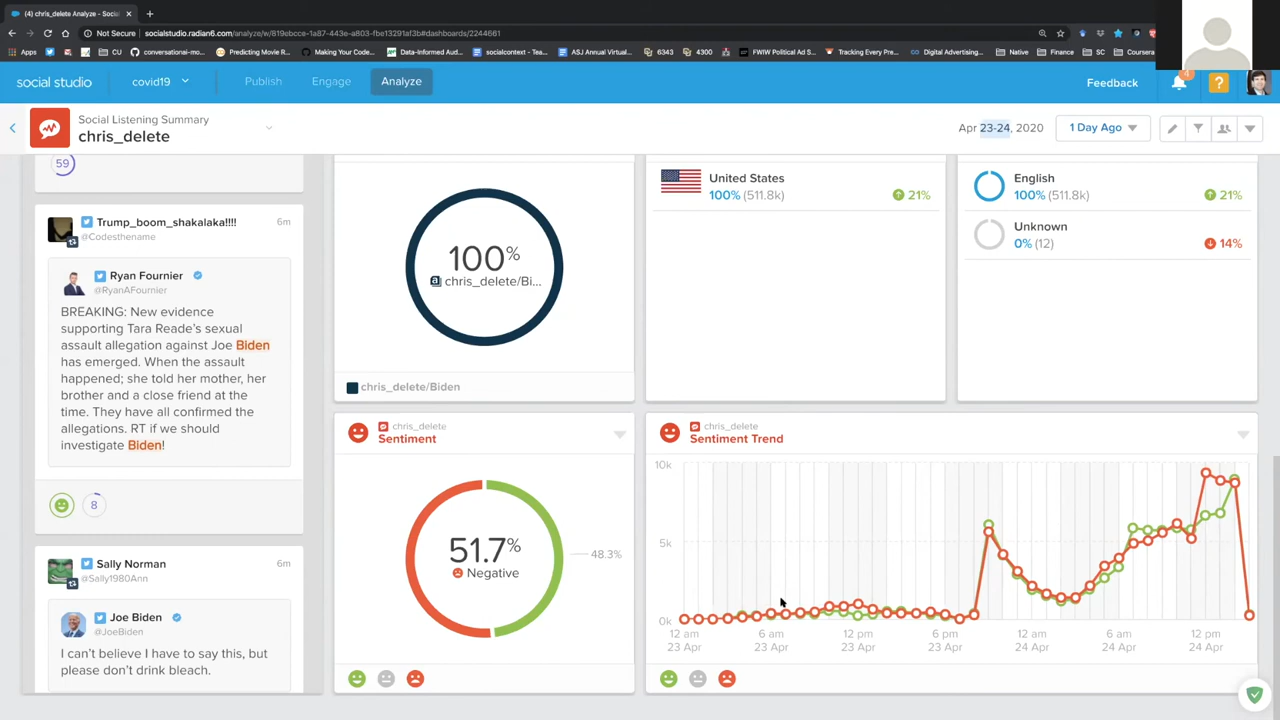 (4) chris_delete Analyze - Soci
Not Secure | socialstudio.radian6.com/analyze/w/819ebcce-1a87-443e-a803-fbe13291af3b#dashboards/2244661
Apps CU conversational-mo... Predicting Movie R... Making Your Code... Data-Informed Aud... socialcontext - Tea... ASJ Annual Virtual... 6343 4300 FWIW Political Ad S... Tracking Every Pre... Digital Advertising... Native Finance SC Coursera
social studio covid19 Publish Engage Analyze Feedback 4 ?
Social Listening Summary
chris_delete
Apr 23-24, 2020 1 Day Ago
59
Trump_boom_shakalaka!!!! 6m
@Codesthename
Ryan Fournier
@RyanAFournier
BREAKING: New evidence
supporting Tara Reade's sexual
assault allegation against Joe Biden
has emerged. When the assault
happened; she told her mother, her
brother and a close friend at the
time. They have all confirmed the
allegations. RT if we should
investigate Biden!
8
Sally Norman 6m
@Sally1980Ann
Joe Biden
@JoeBiden
I can't believe I have to say this, but
please don't drink bleach.
100%
chris_delete/Bi...
chris_delete/Biden
United States
100% (511.8k) 21%
English
100% (511.8k) 21%
Unknown
0% (12) 14%
chris_delete
Sentiment
51.7%
Negative
48.3%
chris_delete
Sentiment Trend
10k
5k
0k
12 am 6 am 12 pm 6 pm 12 am 6 am 12 pm
23 Apr 23 Apr 23 Apr 23 Apr 24 Apr 24 Apr 24 Apr